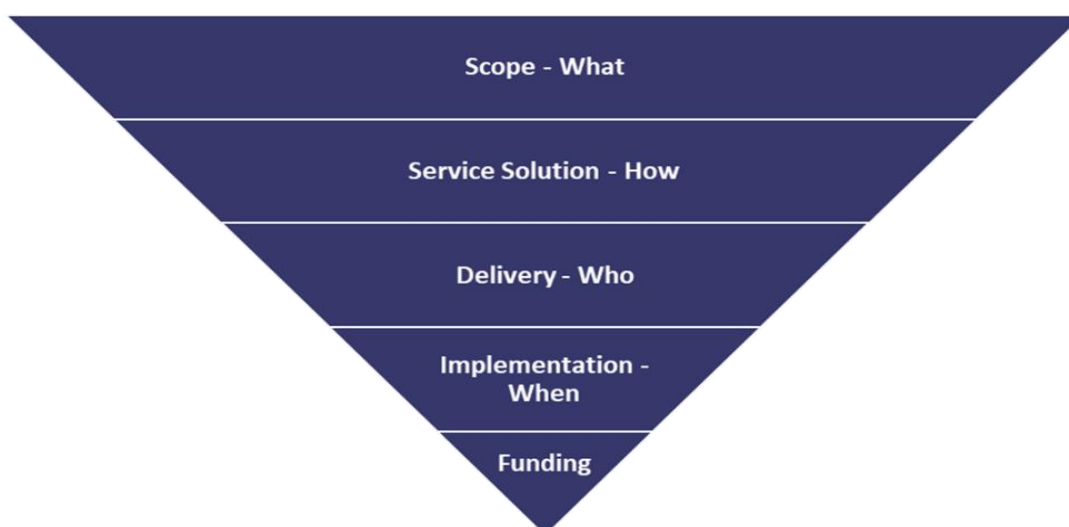 Scope - What
Service Solution - How
Delivery - Who
Implementation -
When
Funding